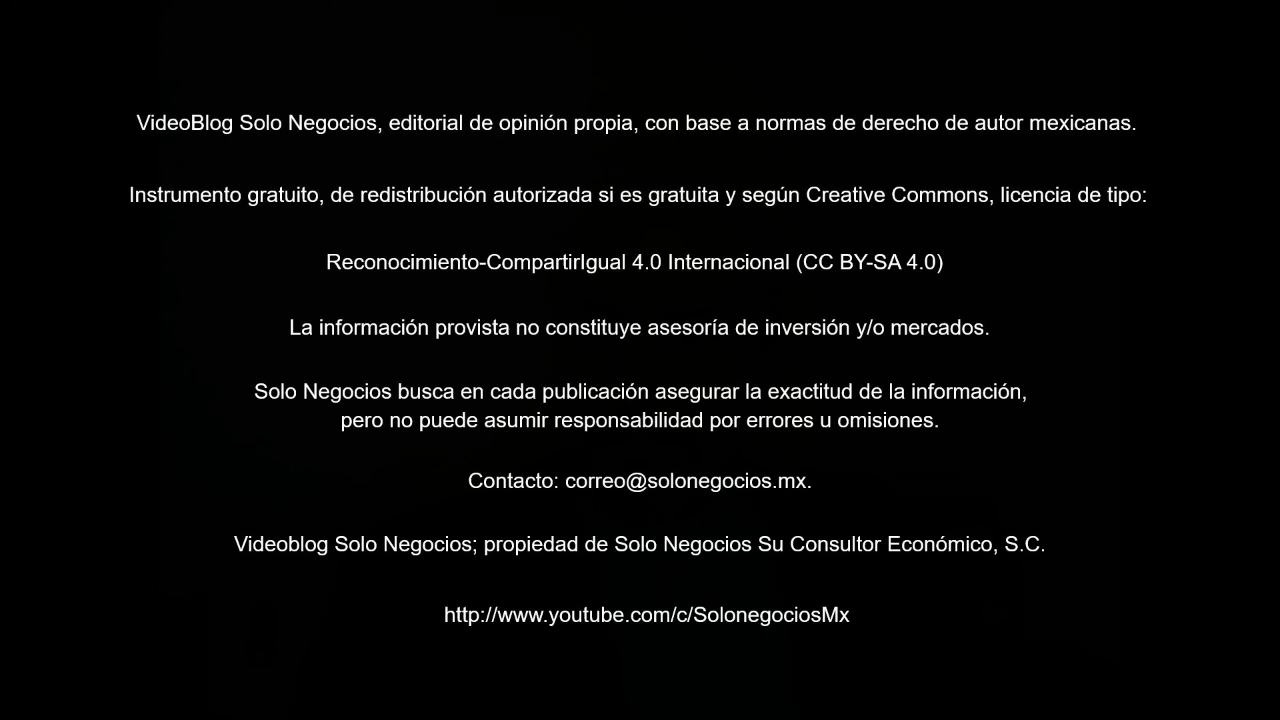 VideoBlog Solo Negocios, editorial de opinión propia, con base a normas de derecho de autor mexicanas.
Instrumento gratuito, de redistribución autorizada si es gratuita y según Creative Commons, licencia de tipo:
Reconocimiento-CompartirIgual 4.0 Internacional (CC BY-SA 4.0)
La información provista no constituye asesoría de inversión y/o mercados.
Solo Negocios busca en cada publicación asegurar la exactitud de la información,
pero no puede asumir responsabilidad por errores u omisiones.
Contacto: correo@solonegocios.mx.
Videoblog Solo Negocios; propiedad de Solo Negocios Su Consultor Económico, S.C.
http://www.youtube.com/c/SolonegociosMx